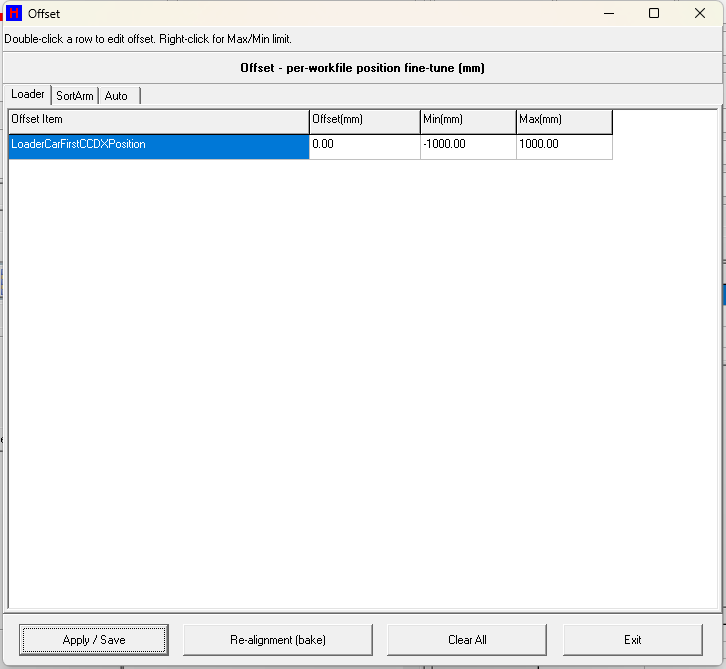 H Offset
Double-click a row to edit offset. Right-click for Max/Min limit.
Offset - per-workfile position fine-tune (mm)
Loader SortArm Auto
Offset Item Offset(mm) Min(mm) Max(mm)
LoaderCarFirstCCDXPosition 0.00 -1000.00 1000.00
Apply / Save Re-alignment (bake) Clear All Exit